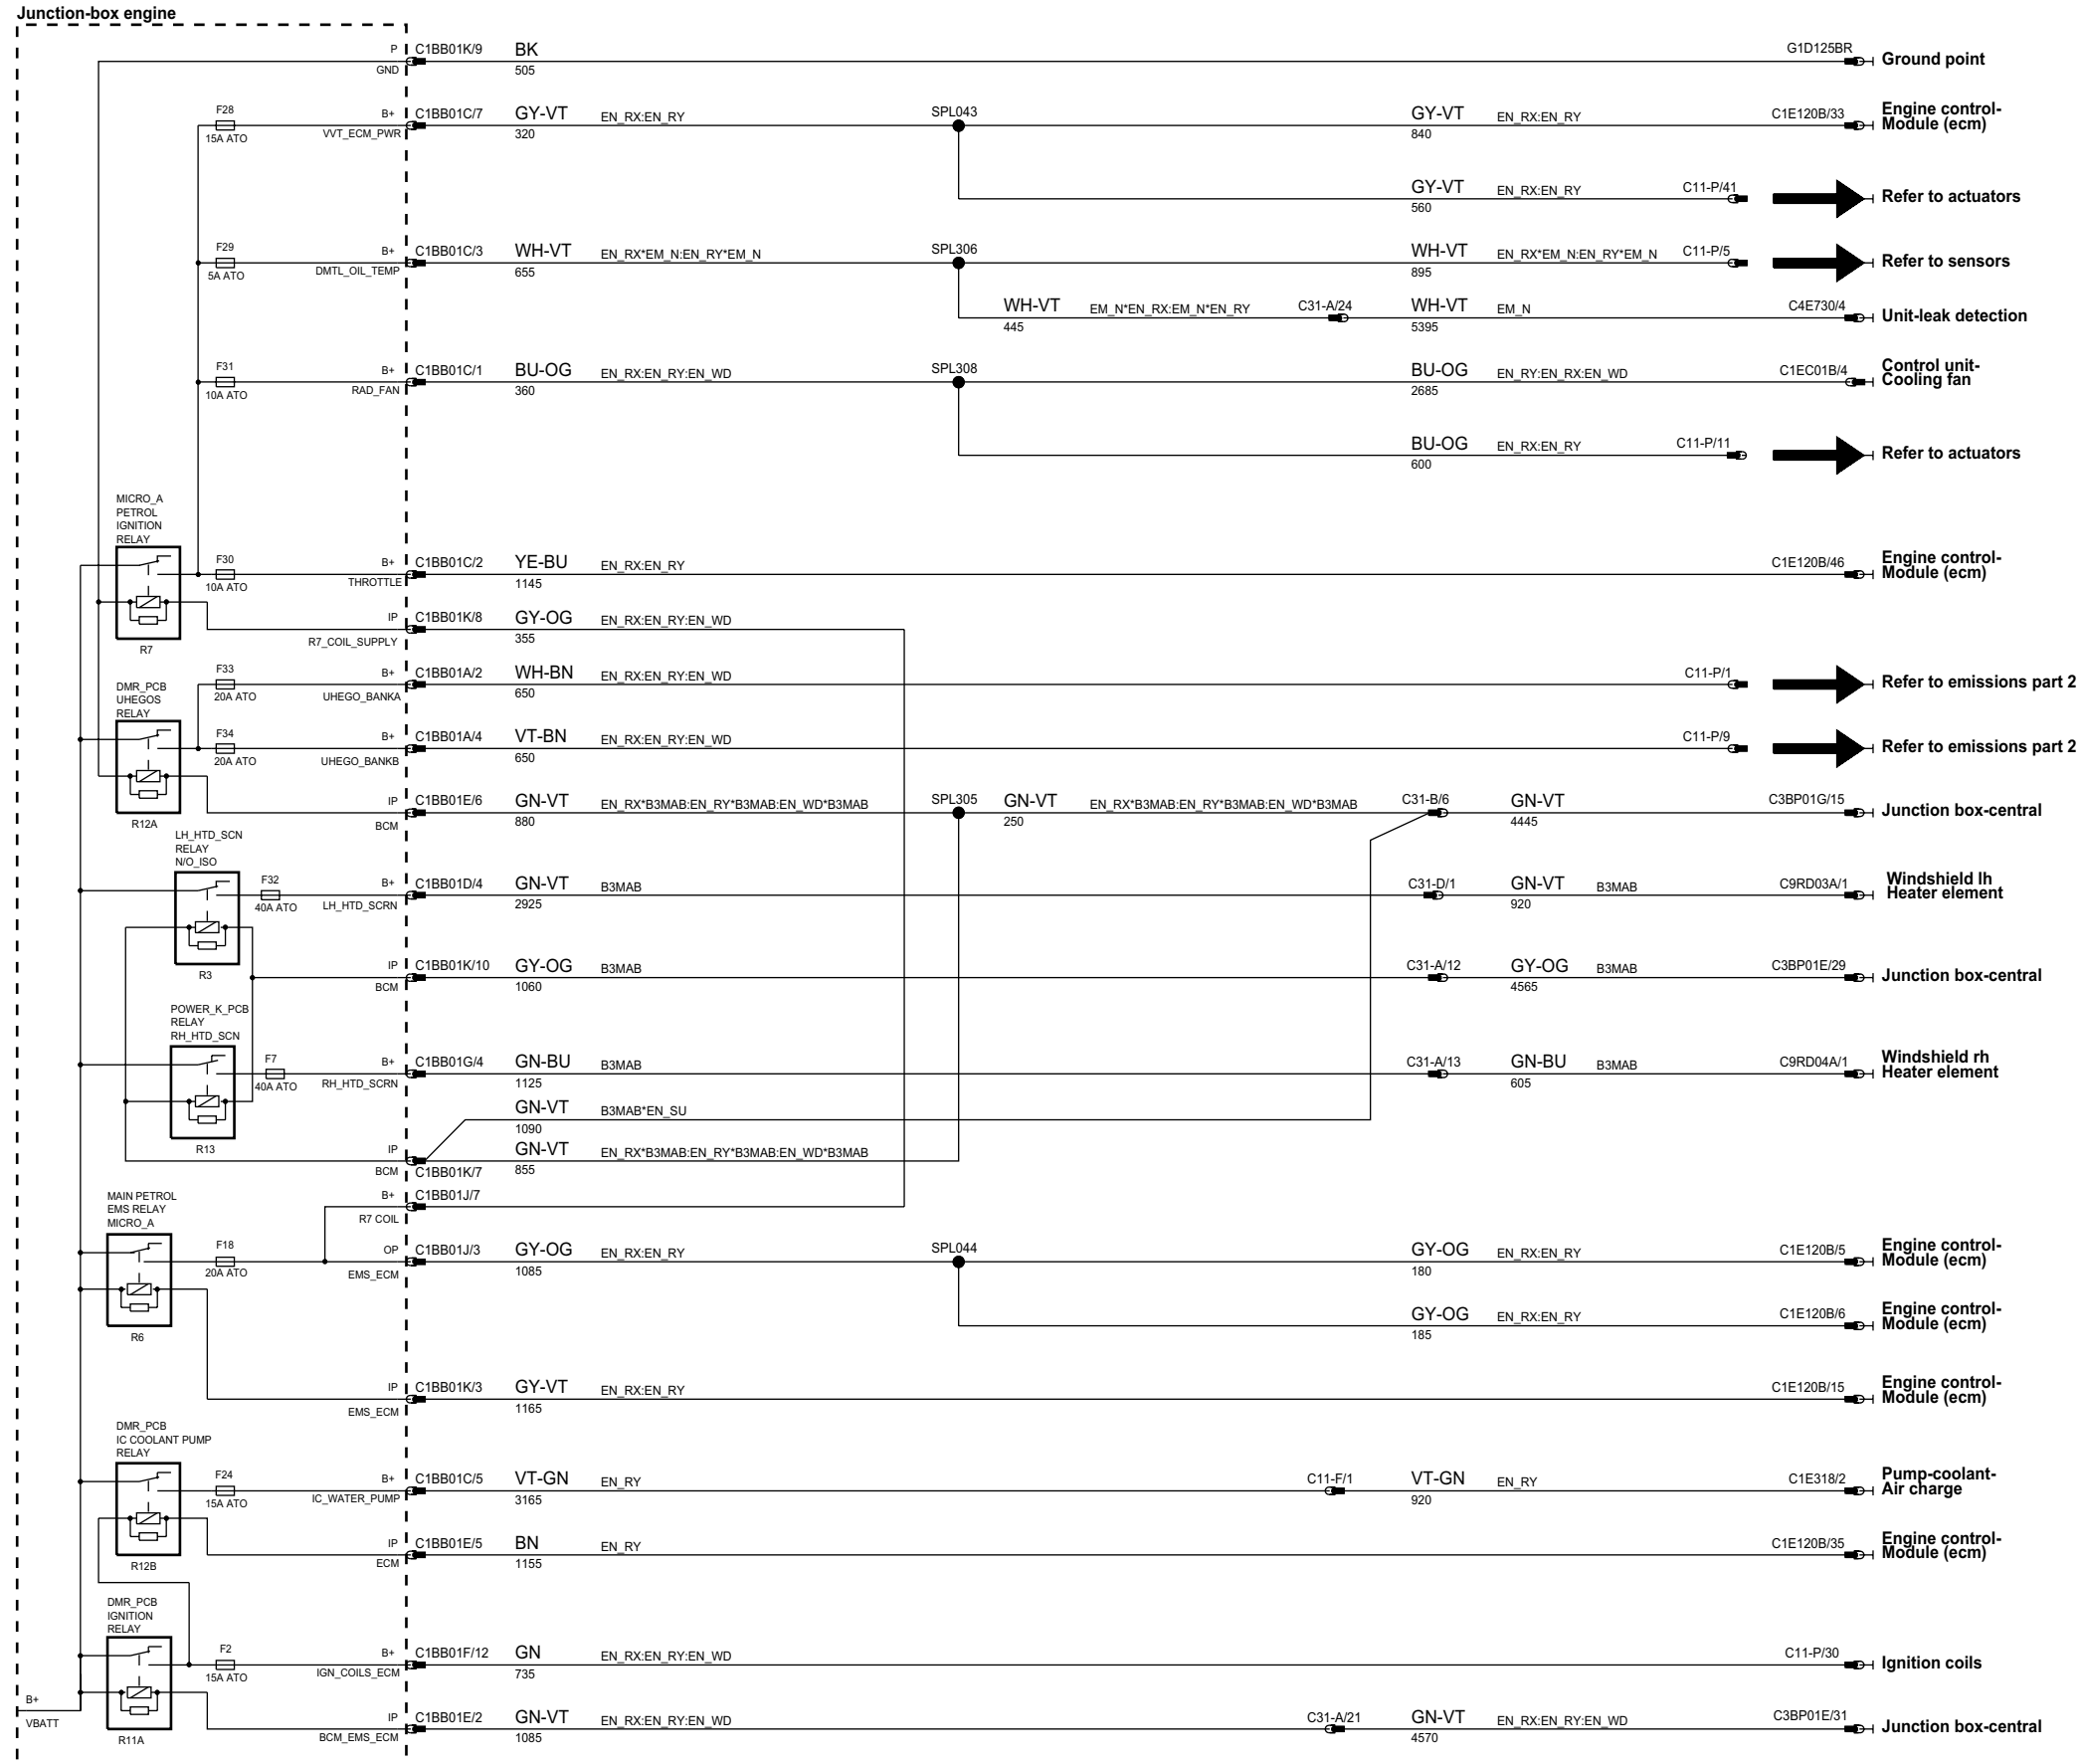 Junction-box engine
P C1BB01K/9 BK G1D125BR Ground point
GND 505
F28 B+ C1BB01C/7 GY-VT EN_RX:EN_RY SPL043 GY-VT EN_RX:EN_RY C1E120B/33 Engine control-
15A ATO VVT_ECM_PWR 320 840 Module (ecm)
GY-VT EN_RX:EN_RY C11-P/41 Refer to actuators
560
F29 B+ C1BB01C/3 WH-VT EN_RX*EM_N:EN_RY*EM_N SPL306 WH-VT EN_RX*EM_N:EN_RY*EM_N C11-P/5 Refer to sensors
5A ATO DMTL_OIL_TEMP 655 895
WH-VT EM_N*EN_RX:EM_N*EN_RY C31-A/24 WH-VT EM_N C4E730/4 Unit-leak detection
445 5395
F31 B+ C1BB01C/1 BU-OG EN_RX:EN_RY:EN_WD SPL308 BU-OG EN_RY:EN_RX:EN_WD C1EC01B/4 Control unit-
10A ATO RAD_FAN 360 2685 Cooling fan
BU-OG EN_RX:EN_RY C11-P/11 Refer to actuators
600
MICRO_A
PETROL
IGNITION
RELAY
F30 B+ C1BB01C/2 YE-BU EN_RX:EN_RY C1E120B/46 Engine control-
10A ATO THROTTLE 1145 Module (ecm)
IP C1BB01K/8 GY-OG EN_RX:EN_RY:EN_WD
R7_COIL_SUPPLY 355
R7
F33 B+ C1BB01A/2 WH-BN EN_RX:EN_RY:EN_WD C11-P/1 Refer to emissions part 2
20A ATO UHEGO_BANKA 650
DMR_PCB
UHEGOS
RELAY
F34 B+ C1BB01A/4 VT-BN EN_RX:EN_RY:EN_WD C11-P/9 Refer to emissions part 2
20A ATO UHEGO_BANKB 650
IP C1BB01E/6 GN-VT EN_RX*B3MAB:EN_RY*B3MAB:EN_WD*B3MAB SPL305 GN-VT EN_RX*B3MAB:EN_RY*B3MAB:EN_WD*B3MAB C31-B/6 GN-VT C3BP01G/15 Junction box-central
R12A BCM 880 250 4445
LH_HTD_SCN
RELAY
N/O_ISO
F32 B+ C1BB01D/4 GN-VT B3MAB C31-D/1 GN-VT B3MAB C9RD03A/1 Windshield lh
40A ATO LH_HTD_SCRN 2925 920 Heater element
R3 IP C1BB01K/10 GY-OG B3MAB C31-A/12 GY-OG B3MAB C3BP01E/29 Junction box-central
BCM 1060 4565
POWER_K_PCB
RELAY
RH_HTD_SCN
F7 B+ C1BB01G/4 GN-BU B3MAB C31-A/13 GN-BU B3MAB C9RD04A/1 Windshield rh
40A ATO RH_HTD_SCRN 1125 605 Heater element
GN-VT B3MAB*EN_SU
1090
R13 IP GN-VT EN_RX*B3MAB:EN_RY*B3MAB:EN_WD*B3MAB
BCM C1BB01K/7 855
B+ C1BB01J/7
R7 COIL
MAIN PETROL
EMS RELAY
MICRO_A
F18 OP C1BB01J/3 GY-OG EN_RX:EN_RY SPL044 GY-OG EN_RX:EN_RY C1E120B/5 Engine control-
20A ATO EMS_ECM 1085 180 Module (ecm)
GY-OG EN_RX:EN_RY C1E120B/6 Engine control-
R6 185 Module (ecm)
IP C1BB01K/3 GY-VT EN_RX:EN_RY C1E120B/15 Engine control-
EMS_ECM 1165 Module (ecm)
DMR_PCB
IC COOLANT PUMP
RELAY
F24 B+ C1BB01C/5 VT-GN EN_RY C11-F/1 VT-GN EN_RY C1E318/2 Pump-coolant-
15A ATO IC_WATER_PUMP 3165 920 Air charge
IP C1BB01E/5 BN EN_RY C1E120B/35 Engine control-
R12B ECM 1155 Module (ecm)
DMR_PCB
IGNITION
RELAY
F2 B+ C1BB01F/12 GN EN_RX:EN_RY:EN_WD C11-P/30 Ignition coils
15A ATO IGN_COILS_ECM 735
B+ IP C1BB01E/2 GN-VT EN_RX:EN_RY:EN_WD C31-A/21 GN-VT EN_RX:EN_RY:EN_WD C3BP01E/31 Junction box-central
VBATT R11A BCM_EMS_ECM 1085 4570